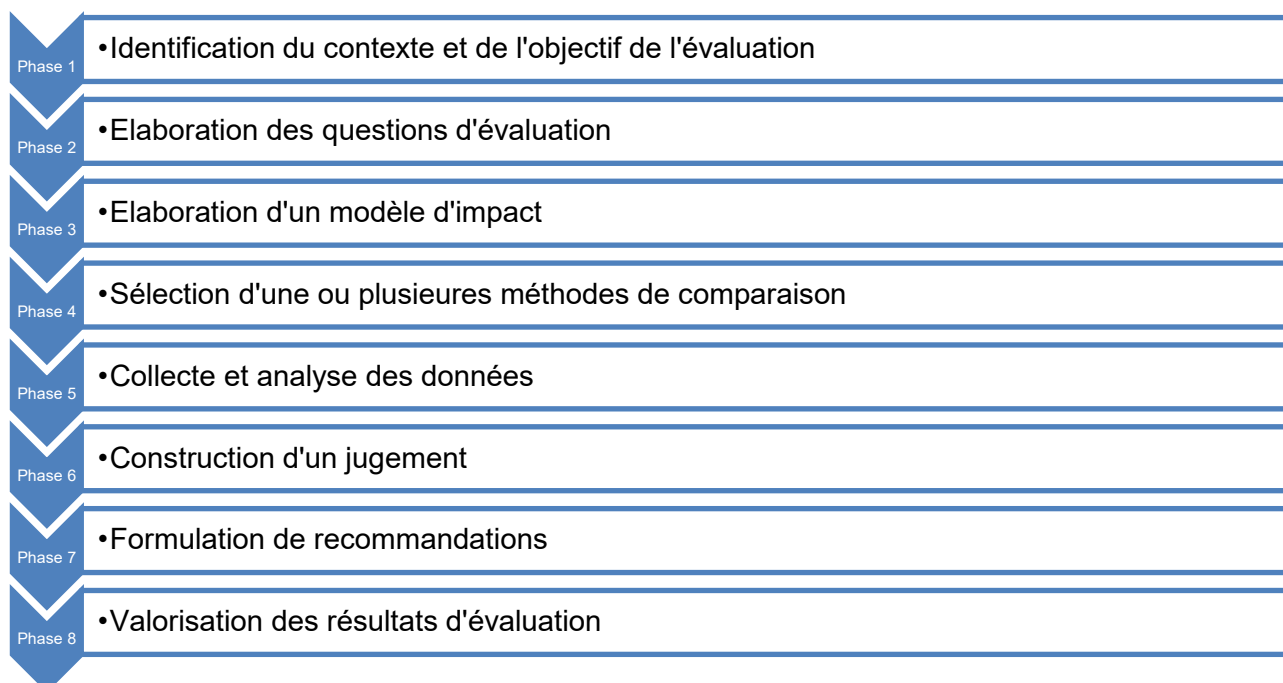 Phase 1
•Identification du contexte et de l'objectif de l'évaluation
Phase 2
•Elaboration des questions d'évaluation
Phase 3
•Elaboration d'un modèle d'impact
Phase 4
•Sélection d'une ou plusieures méthodes de comparaison
Phase 5
•Collecte et analyse des données
Phase 6
•Construction d'un jugement
Phase 7
•Formulation de recommandations
Phase 8
•Valorisation des résultats d'évaluation